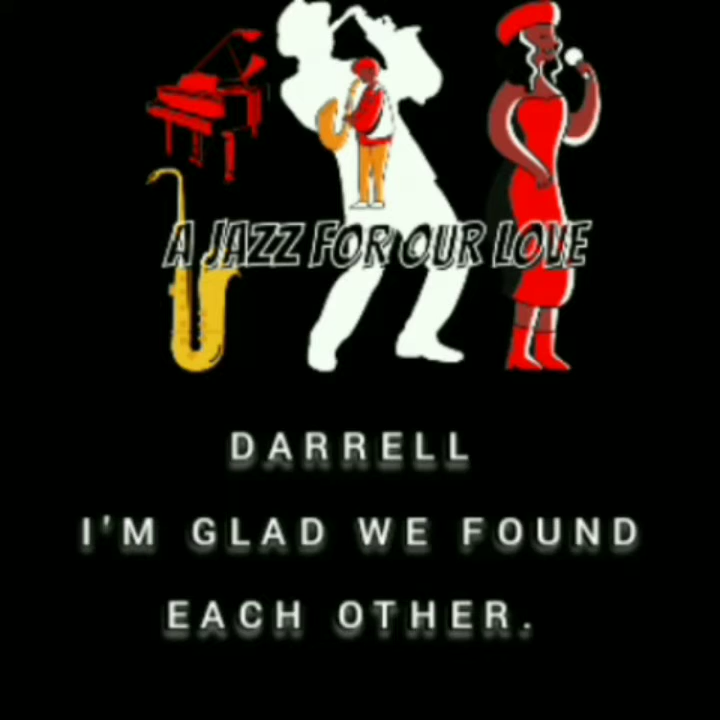 A JAZZ FOR OUR LOVE
DARRELL
I'M GLAD WE FOUND
EACH OTHER.